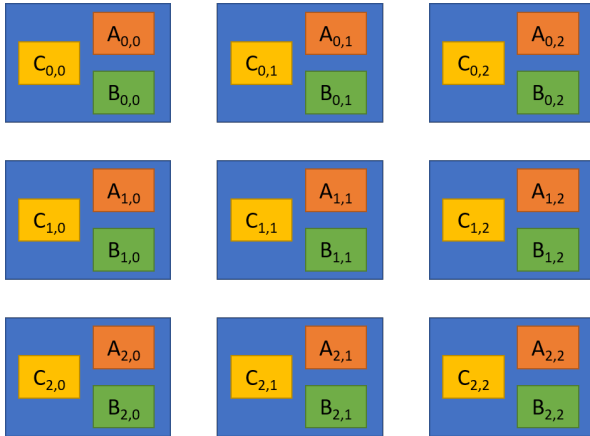 A0,0 A0,1 A0,2
C0,0 C0,1 C0,2
B0,0 B0,1 B0,2
A1,0 A1,1 A1,2
C1,0 C1,1 C1,2
B1,0 B1,1 B1,2
A2,0 A2,1 A2,2
C2,0 C2,1 C2,2
B2,0 B2,1 B2,2